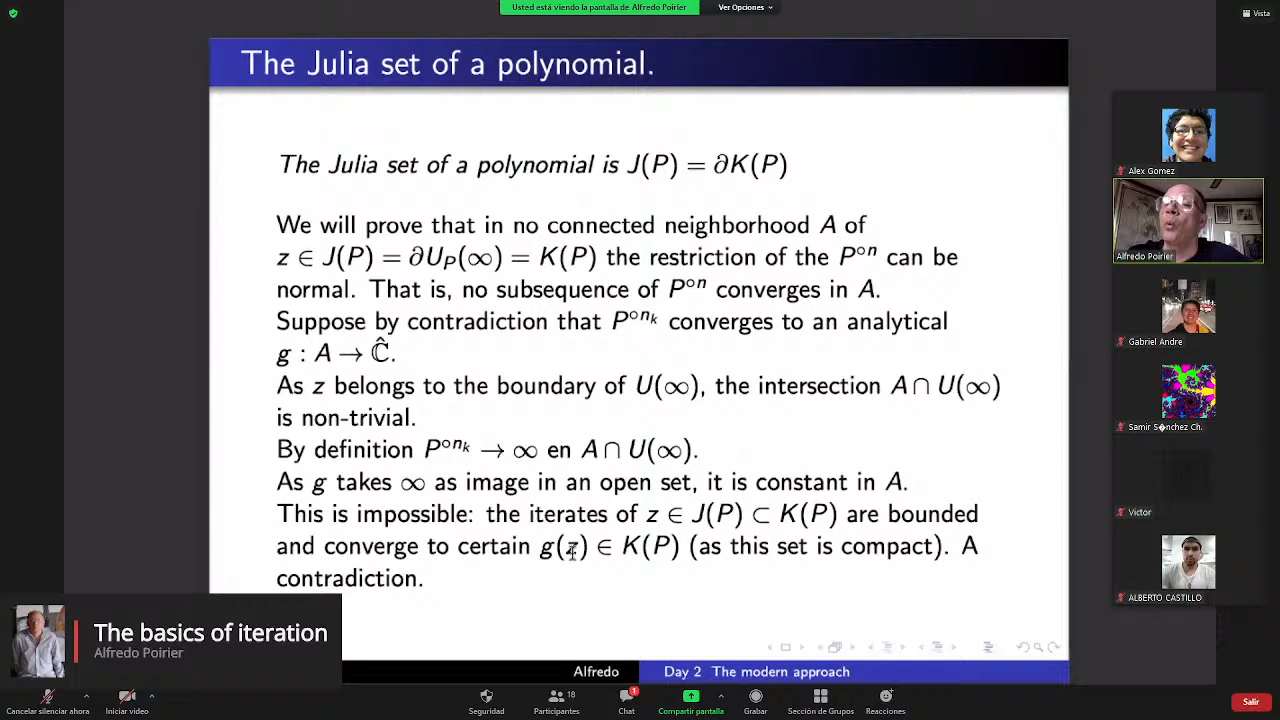 Usted está viendo la pantalla de Alfredo Poirier
Ver Opciones
Vista
The Julia set of a polynomial.
The Julia set of a polynomial is J(P) = ∂K(P)
We will prove that in no connected neighborhood A of
z ∈ J(P) = ∂U_P(∞) = K(P) the restriction of the P^{∘n} can be
normal. That is, no subsequence of P^{∘n} converges in A.
Suppose by contradiction that P^{∘n_k} converges to an analytical
g : A → Ĉ.
As z belongs to the boundary of U(∞), the intersection A ∩ U(∞)
is non-trivial.
By definition P^{∘n_k} → ∞ en A ∩ U(∞).
As g takes ∞ as image in an open set, it is constant in A.
This is impossible: the iterates of z ∈ J(P) ⊂ K(P) are bounded
and converge to certain g(z) ∈ K(P) (as this set is compact). A
contradiction.
Alex Gomez
Alfredo Poirier
Gabriel Andre
Samir S�nchez Ch.
Victor
ALBERTO CASTILLO
The basics of iteration
Alfredo Poirier
Alfredo
Day 2 The modern approach
Cancelar silenciar ahora
Iniciar video
Seguridad
18
Participantes
1
Chat
Compartir pantalla
Grabar
Sección de Grupos
Reacciones
Salir